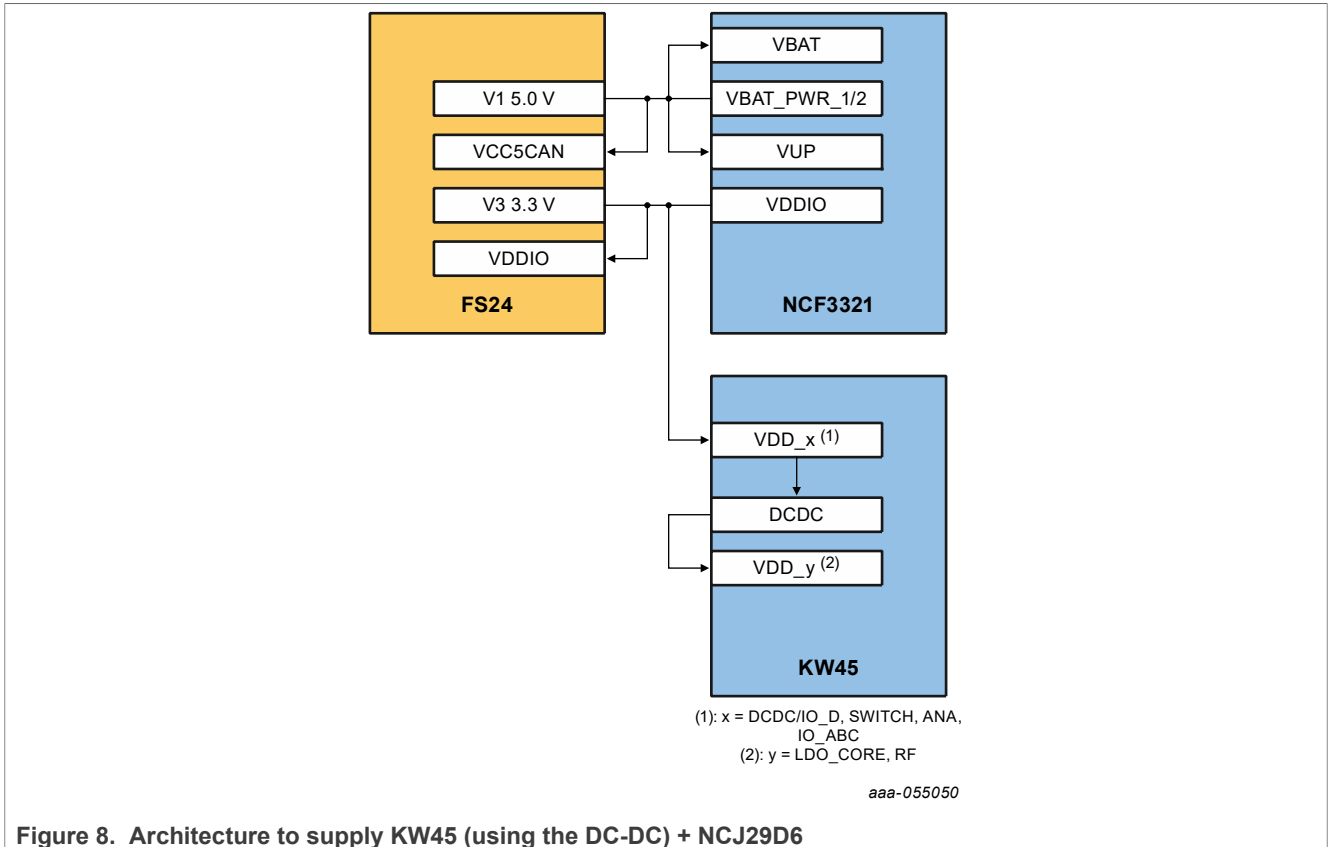 V1 5.0 V
VCC5CAN
V3 3.3 V
VDDIO
FS24
VBAT
VBAT_PWR_1/2
VUP
VDDIO
NCF3321
VDD_x (1)
DCDC
VDD_y (2)
KW45
(1): x = DCDC/IO_D, SWITCH, ANA,
IO_ABC
(2): y = LDO_CORE, RF
aaa-055050
Figure 8. Architecture to supply KW45 (using the DC-DC) + NCJ29D6